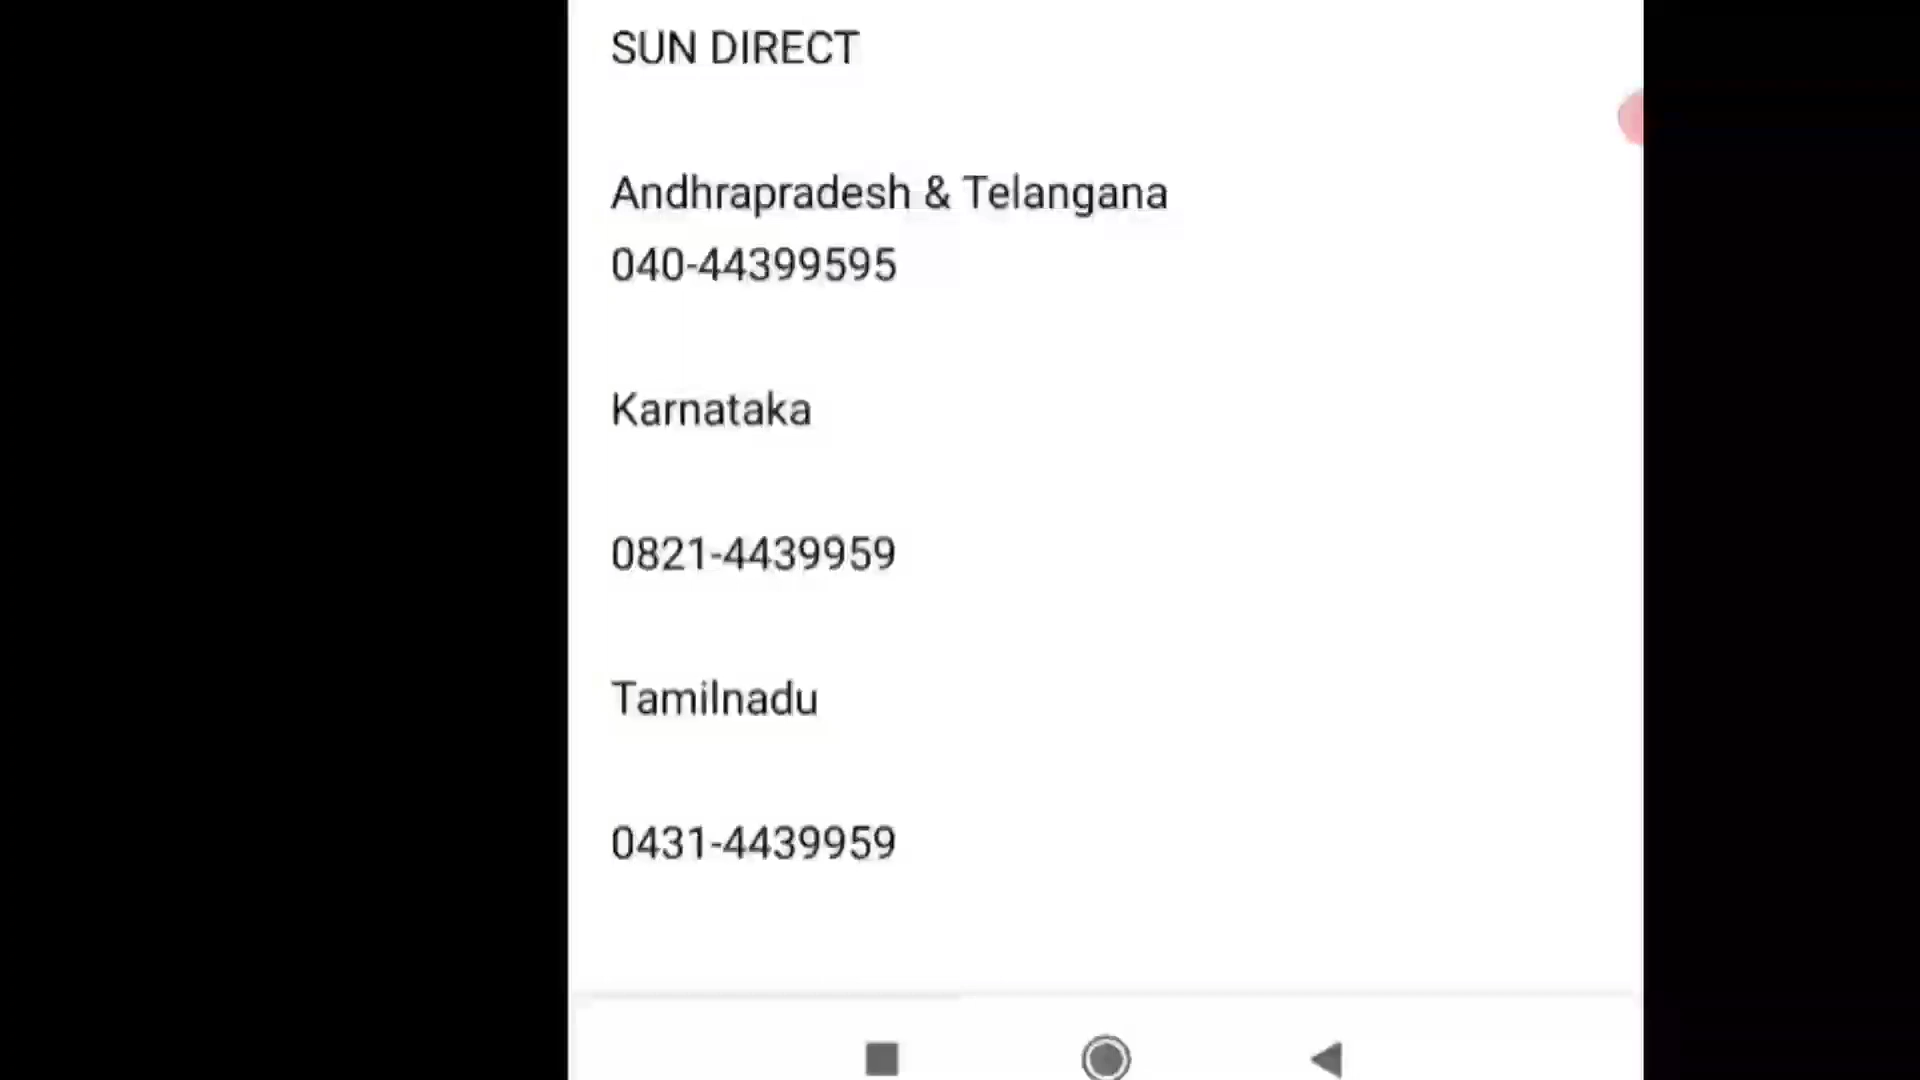 SUN DIRECT
Andhrapradesh & Telangana
040-44399595
Karnataka
0821-4439959
Tamilnadu
0431-4439959